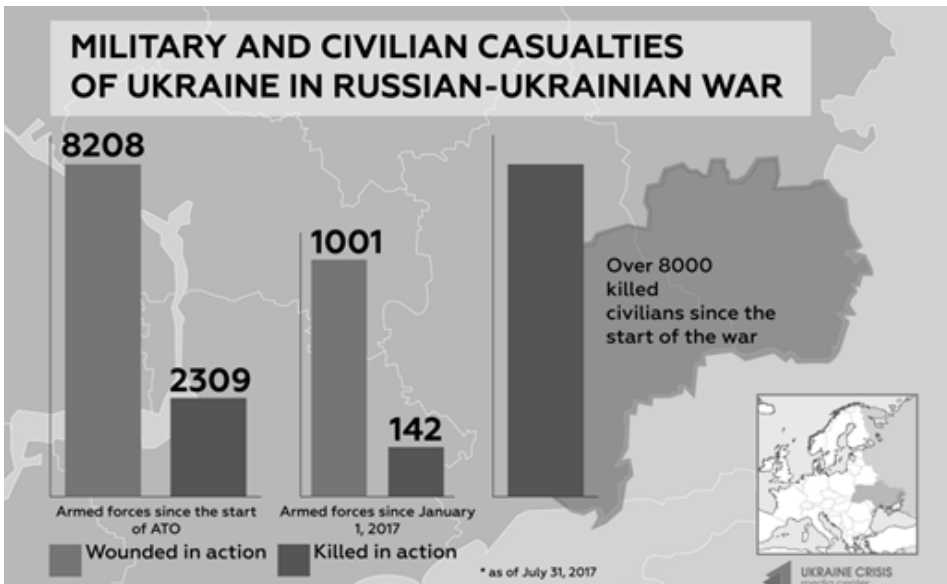 MILITARY AND CIVILIAN CASUALTIES
OF UKRAINE IN RUSSIAN-UKRAINIAN WAR
8208
2309
Armed forces since the start
of ATO
1001
142
Armed forces since January
1, 2017
Over 8000
killed
civilians since the
start of the war
Wounded in action
Killed in action
* as of July 31, 2017
UKRAINE CRISIS
media center